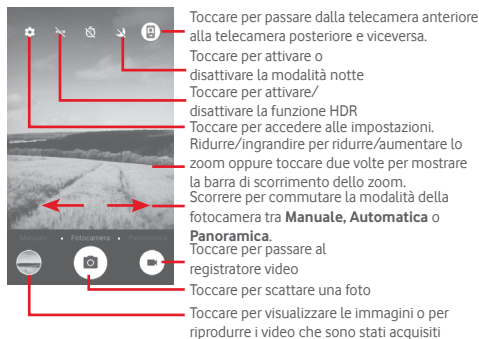 Toccare per passare dalla telecamera anteriore
alla telecamera posteriore e viceversa.
Toccare per attivare o
disattivare la modalità notte
Toccare per attivare/
disattivare la funzione HDR
Toccare per accedere alle impostazioni.
Ridurre/ingrandire per ridurre/aumentare lo
zoom oppure toccare due volte per mostrare
la barra di scorrimento dello zoom.
Scorrere per commutare la modalità della
fotocamera tra Manuale, Automatica o
Panoramica.
Manuale • Fotocamera • Panoramica
Toccare per passare al
registratore video
Toccare per scattare una foto
Toccare per visualizzare le immagini o per
riprodurre i video che sono stati acquisiti